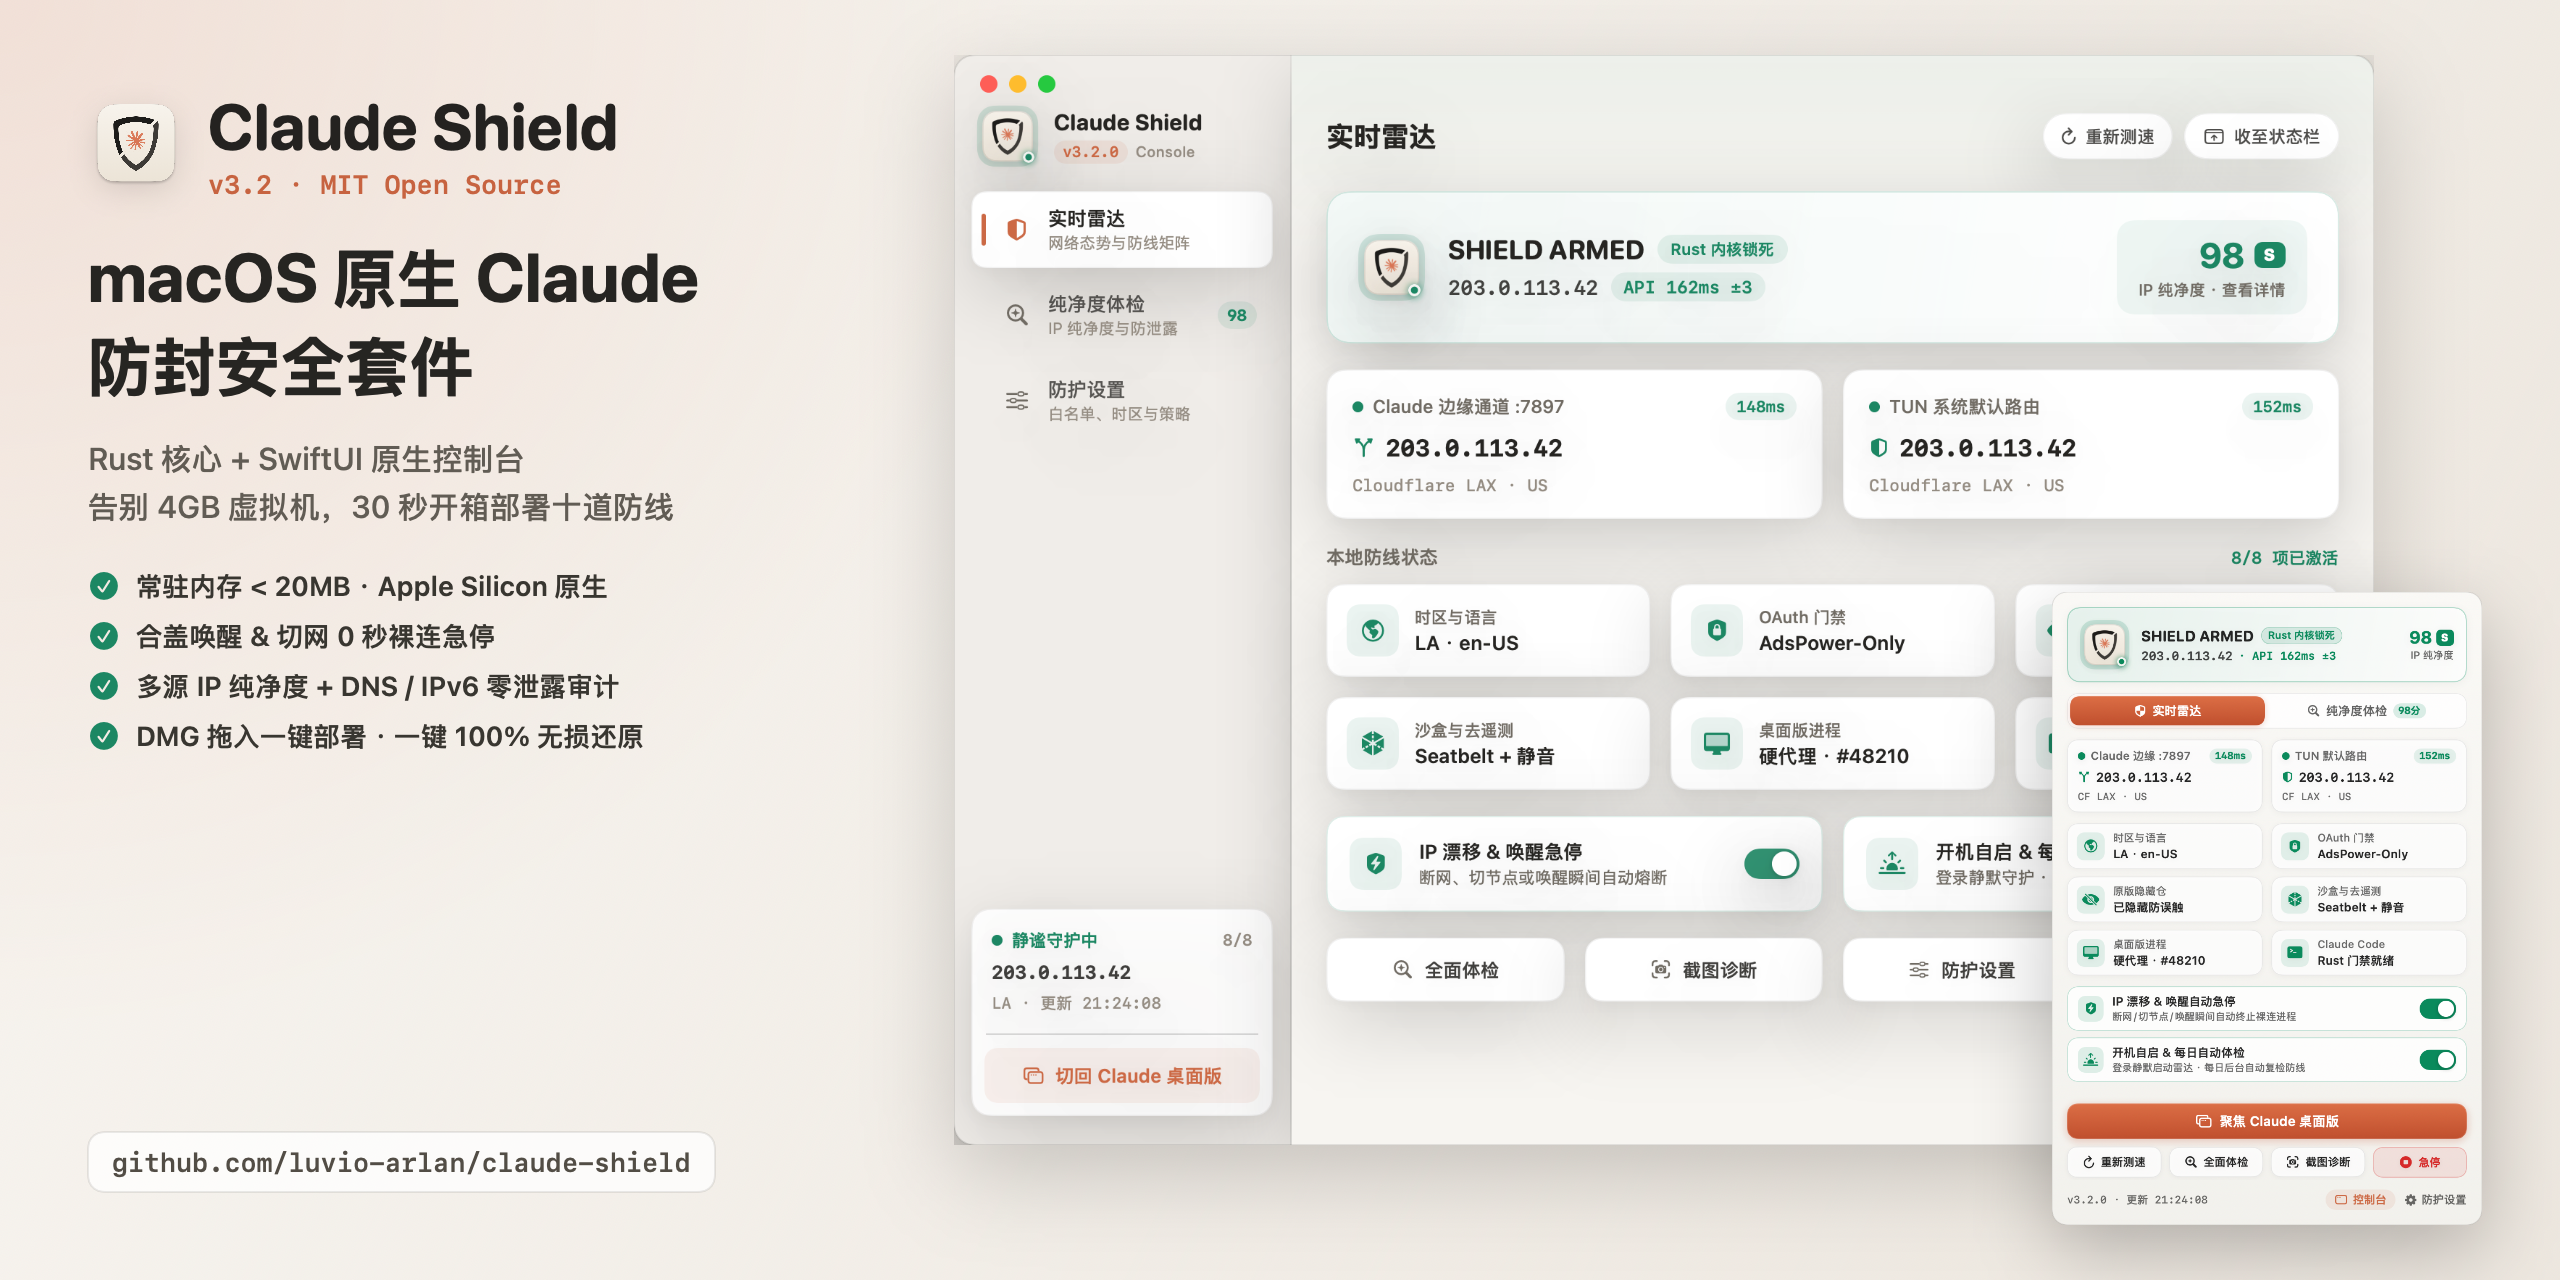 Claude Shield
v3.2 · MIT Open Source
macOS 原生 Claude
防封安全套件
Rust 核心 + SwiftUI 原生控制台
告别 4GB 虚拟机，30 秒开箱部署十道防线
常驻内存 < 20MB · Apple Silicon 原生
合盖唤醒 & 切网 0 秒裸连急停
多源 IP 纯净度 + DNS / IPv6 零泄露审计
DMG 拖入一键部署 · 一键 100% 无损还原
github.com/luvio-arlan/claude-shield
Claude Shield
v3.2.0 Console
实时雷达
网络态势与防线矩阵
纯净度体检
IP 纯净度与防泄露
98
防护设置
白名单、时区与策略
静谧守护中 8/8
203.0.113.42
LA · 更新 21:24:08
切回 Claude 桌面版
实时雷达
重新测速
收至状态栏
SHIELD ARMED Rust 内核锁死
203.0.113.42 API 162ms ±3
98 S
IP 纯净度 · 查看详情
Claude 边缘通道 :7897 148ms
203.0.113.42
Cloudflare LAX · US
TUN 系统默认路由 152ms
203.0.113.42
Cloudflare LAX · US
本地防线状态 8/8 项已激活
时区与语言
LA · en-US
OAuth 门禁
AdsPower-Only
沙盒与去遥测
Seatbelt + 静音
桌面版进程
硬代理 · #48210
IP 漂移 & 唤醒急停
断网、切节点或唤醒瞬间自动熔断
开机自启 & 每
登录静默守护 ·
全面体检
截图诊断
防护设置
SHIELD ARMED Rust 内核锁死
203.0.113.42 · API 162ms ±3
98 S
IP 纯净度
实时雷达
纯净度体检 98分
Claude 边缘 :7897 148ms
203.0.113.42
CF LAX · US
TUN 默认路由 152ms
203.0.113.42
CF LAX · US
时区与语言
LA · en-US
OAuth 门禁
AdsPower-Only
原版隐藏仓
已隐藏防误触
沙盒与去遥测
Seatbelt + 静音
桌面版进程
硬代理 · #48210
Claude Code
Rust 门禁就绪
IP 漂移 & 唤醒自动急停
断网/切节点/唤醒瞬间自动终止裸连进程
开机自启 & 每日自动体检
登录静默启动雷达 · 每日后台自动复检防线
聚焦 Claude 桌面版
重新测速
全面体检
截图诊断
急停
v3.2.0 · 更新 21:24:08
控制台
防护设置